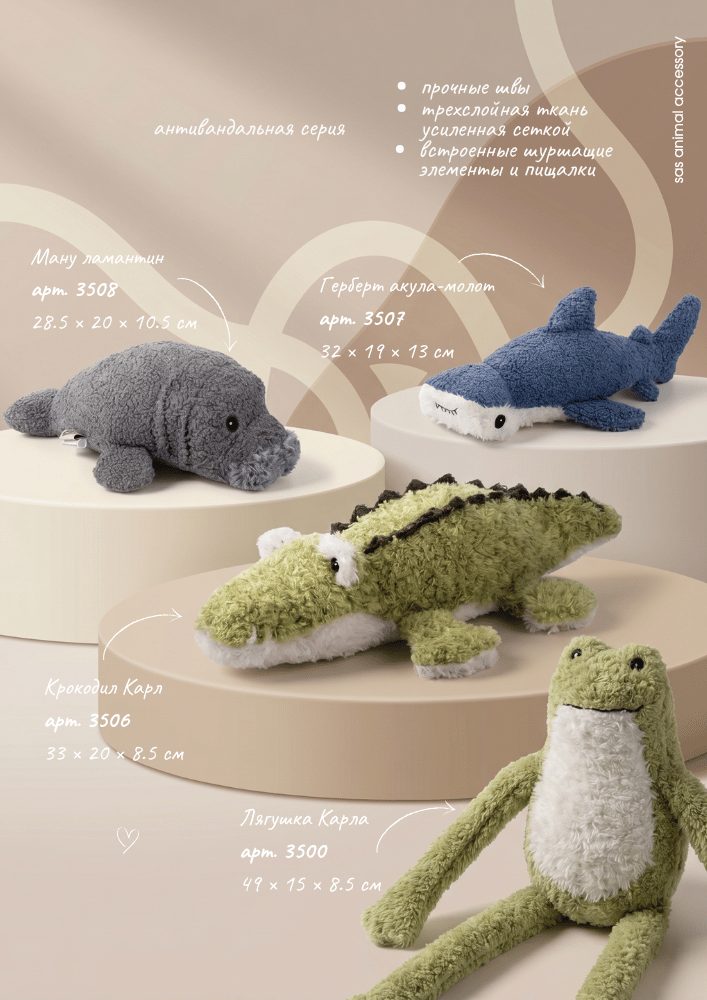 sas animal accessory
антивандальная серия
прочные швы
трехслойная ткань
усиленная сеткой
встроенные шуршащие
элементы и пищалки
Ману ламантин
арт. 3508
28.5 × 20 × 10.5 см
Герберт акула-молот
арт. 3507
32 × 19 × 13 см
Крокодил Карл
арт. 3506
33 × 20 × 8.5 см
Лягушка Карла
арт. 3500
49 × 15 × 8.5 см